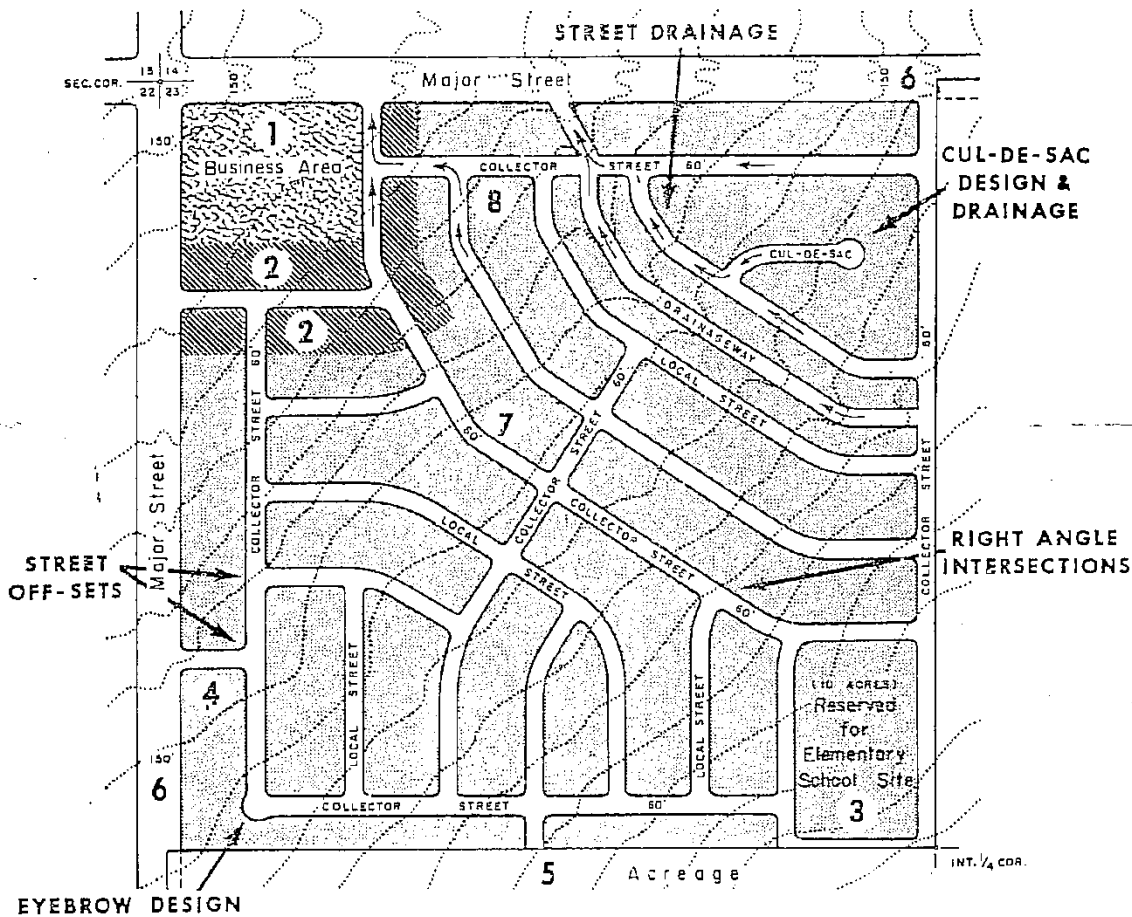 STREET DRAINAGE
SEC. COR.
15 14
22 23
150'
Major Street
150'
6
150'
1
Business Area
COLLECTOR STREET 60'
CUL-DE-SAC
DESIGN &
DRAINAGE
8
2
CUL-DE-SAC
2
DRAINAGEWAY
60'
COLLECTOR STREET 60'
60'
LOCAL STREET
7
60'
COLLECTOR STREET
Major Street
COLLECTOR STREET
LOCAL STREET
COLLECTOR STREET
60'
RIGHT ANGLE
INTERSECTIONS
STREET
OFF-SETS
4
LOCAL STREET
LOCAL STREET
(10 ACRES)
Reserved
for
Elementary
School Site
3
150'
6
COLLECTOR STREET 60'
5
Acreage
INT. 1/4 COR.
EYEBROW DESIGN